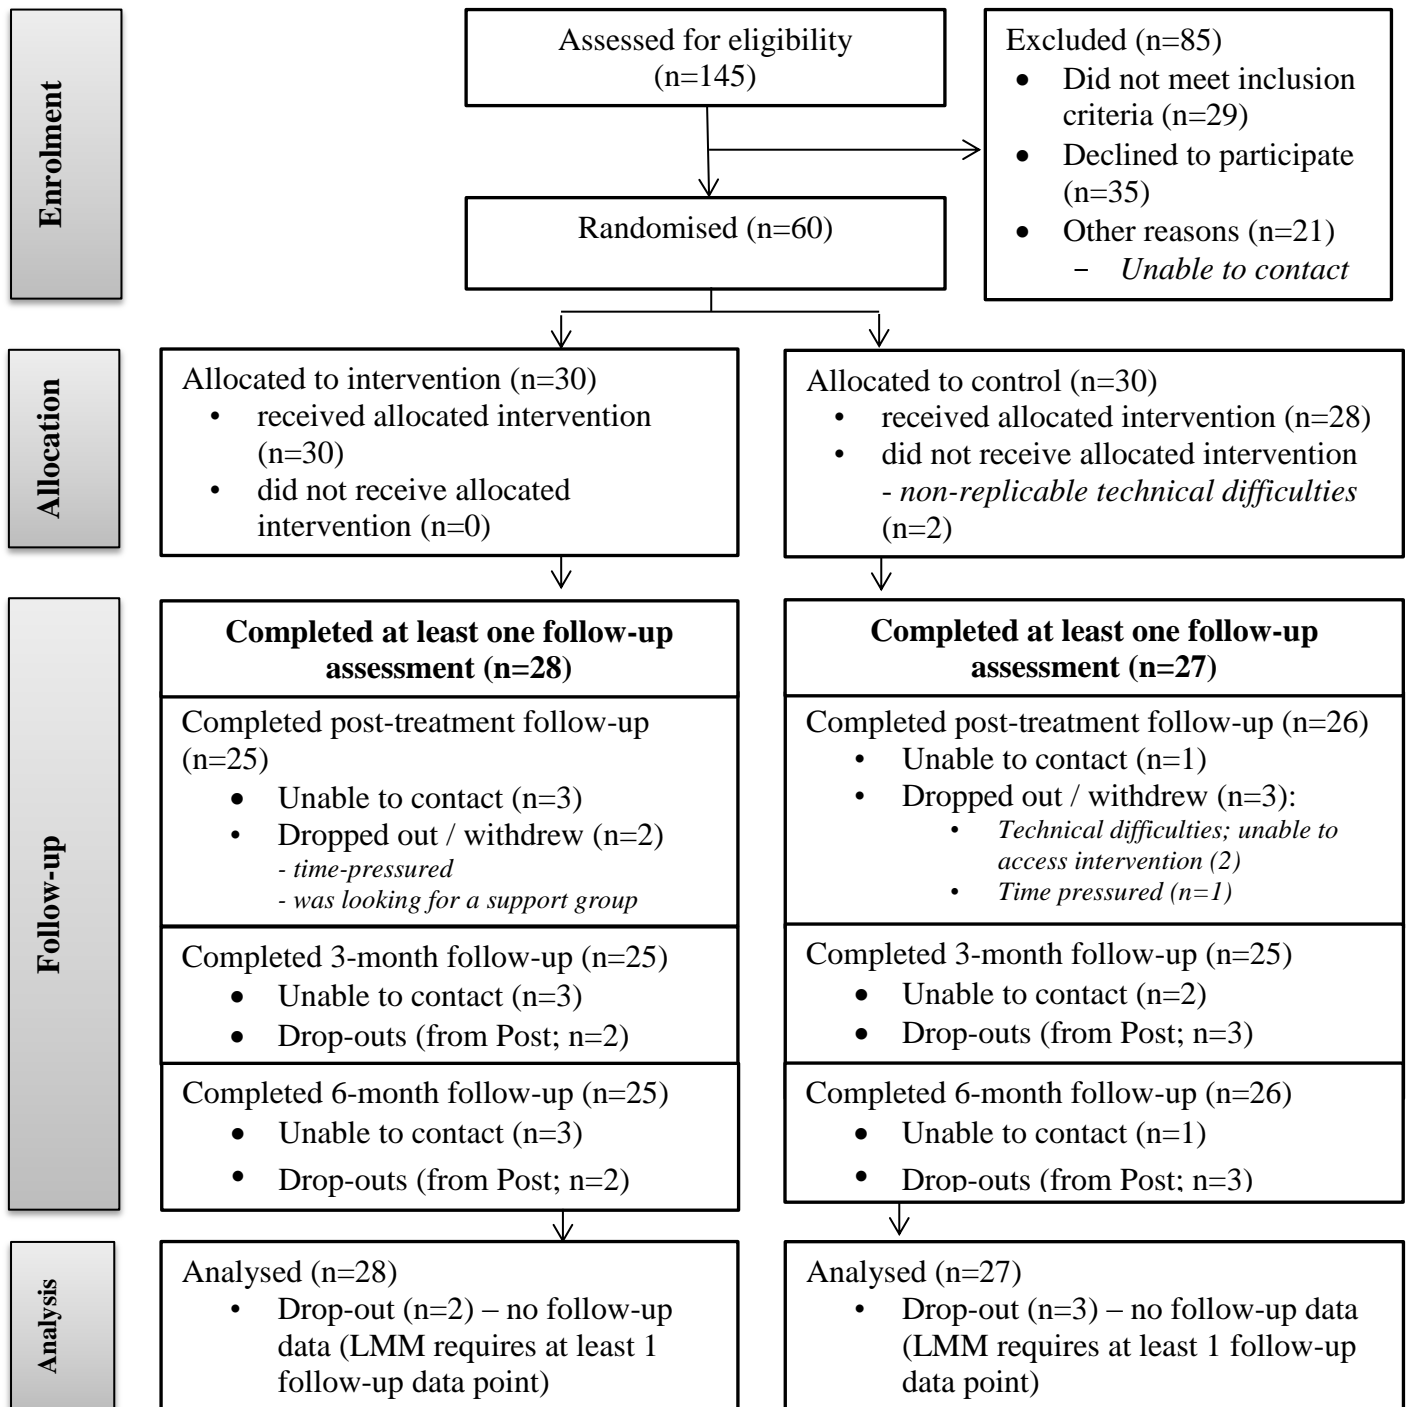 Enrolment
Assessed for eligibility
(n=145)
Excluded (n=85)
• Did not meet inclusion
criteria (n=29)
• Declined to participate
(n=35)
• Other reasons (n=21)
− Unable to contact
Randomised (n=60)
Allocation
Allocated to intervention (n=30)
• received allocated intervention
(n=30)
• did not receive allocated
intervention (n=0)
Allocated to control (n=30)
• received allocated intervention (n=28)
• did not receive allocated intervention
- non-replicable technical difficulties
(n=2)
Follow-up
Completed at least one follow-up
assessment (n=28)
Completed post-treatment follow-up
(n=25)
• Unable to contact (n=3)
• Dropped out / withdrew (n=2)
- time-pressured
- was looking for a support group
Completed 3-month follow-up (n=25)
• Unable to contact (n=3)
• Drop-outs (from Post; n=2)
Completed 6-month follow-up (n=25)
• Unable to contact (n=3)
• Drop-outs (from Post; n=2)
Completed at least one follow-up
assessment (n=27)
Completed post-treatment follow-up (n=26)
• Unable to contact (n=1)
• Dropped out / withdrew (n=3):
• Technical difficulties; unable to
access intervention (2)
• Time pressured (n=1)
Completed 3-month follow-up (n=25)
• Unable to contact (n=2)
• Drop-outs (from Post; n=3)
Completed 6-month follow-up (n=26)
• Unable to contact (n=1)
• Drop-outs (from Post; n=3)
Analysis
Analysed (n=28)
• Drop-out (n=2) – no follow-up
data (LMM requires at least 1
follow-up data point)
Analysed (n=27)
• Drop-out (n=3) – no follow-up data
(LMM requires at least 1 follow-up
data point)